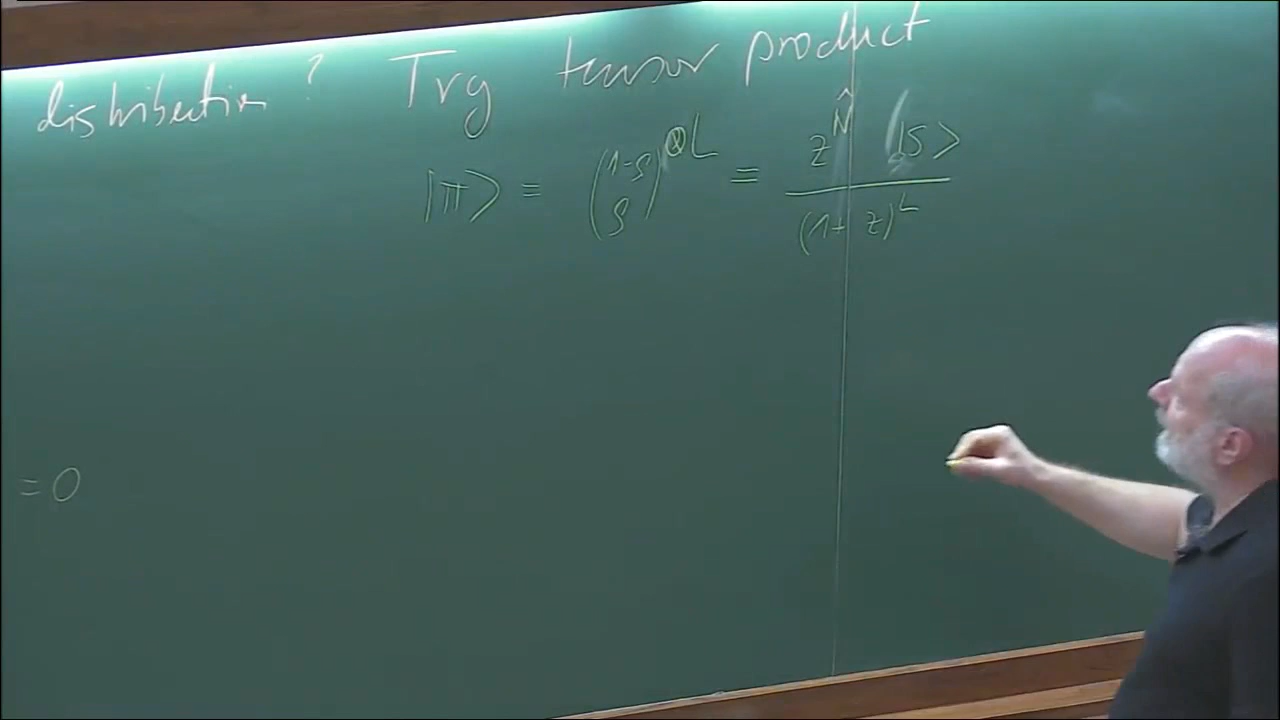 distribution? Try tensor product
|π> = (1-ρ ρ)^{⊗L} = z^{N̂} |s> / (1+z)^L
= 0